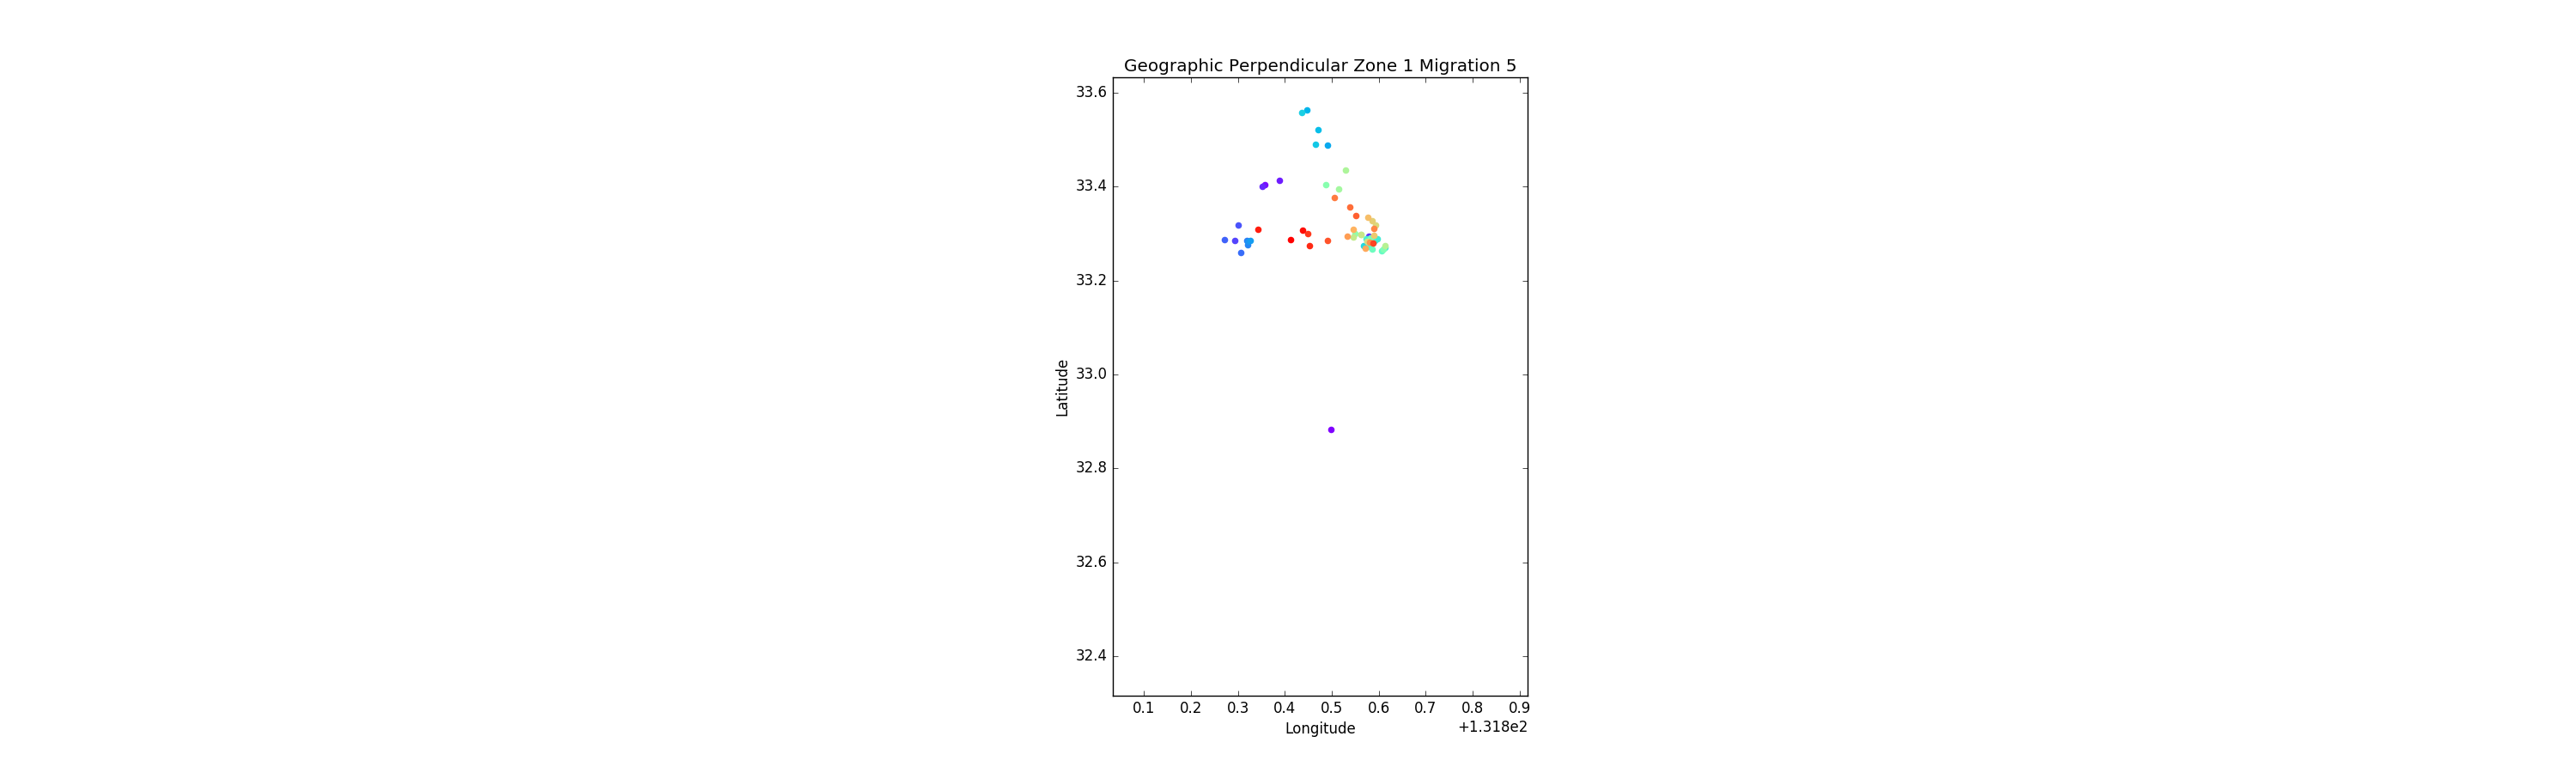 Geographic Perpendicular Zone 1 Migration 5
33.6
33.4
33.2
33.0
32.8
32.6
32.4
Latitude
0.1 0.2 0.3 0.4 0.5 0.6 0.7 0.8 0.9
Longitude
+1.318e2